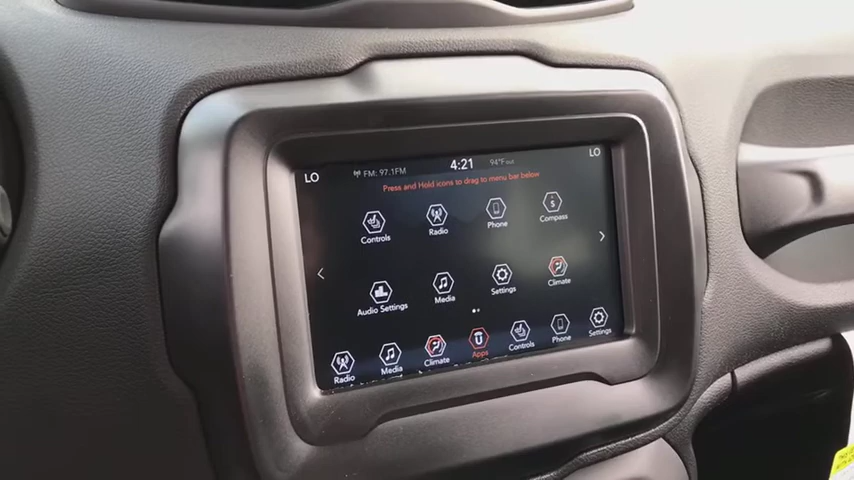 LO FM: 97.1FM 4:21 94°F OUT LO
Press and Hold icons to drag to menu bar below
Controls Radio Phone S Compass
Audio Settings Media Settings Climate
Radio Media Climate Apps Controls Phone Settings